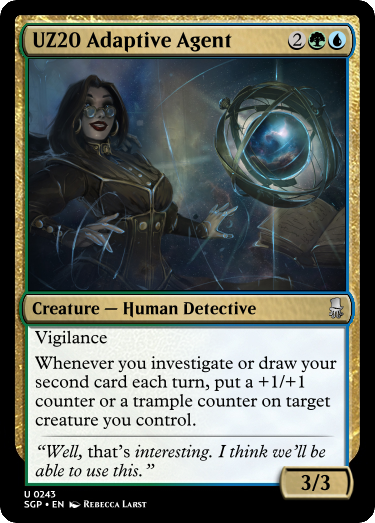 UZ20 Adaptive Agent 2
Creature — Human Detective
Vigilance
Whenever you investigate or draw your
second card each turn, put a +1/+1
counter or a trample counter on target
creature you control.
“Well, that’s interesting. I think we’ll be
able to use this.”
3/3
U 0243
SGP • EN Rebecca Larst